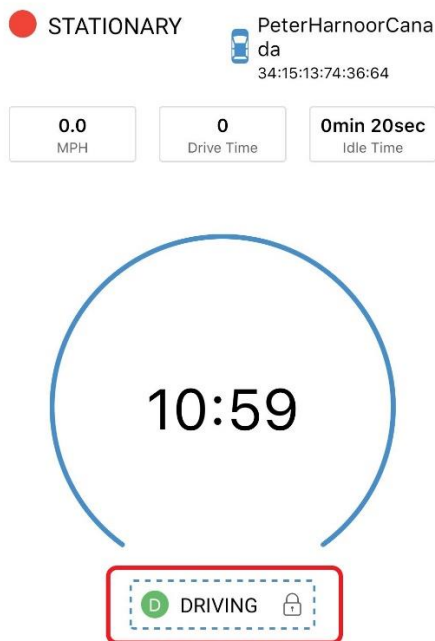 STATIONARY
PeterHarnoorCana
da
34:15:13:74:36:64
0.0
MPH
0
Drive Time
0min 20sec
Idle Time
10:59
D DRIVING